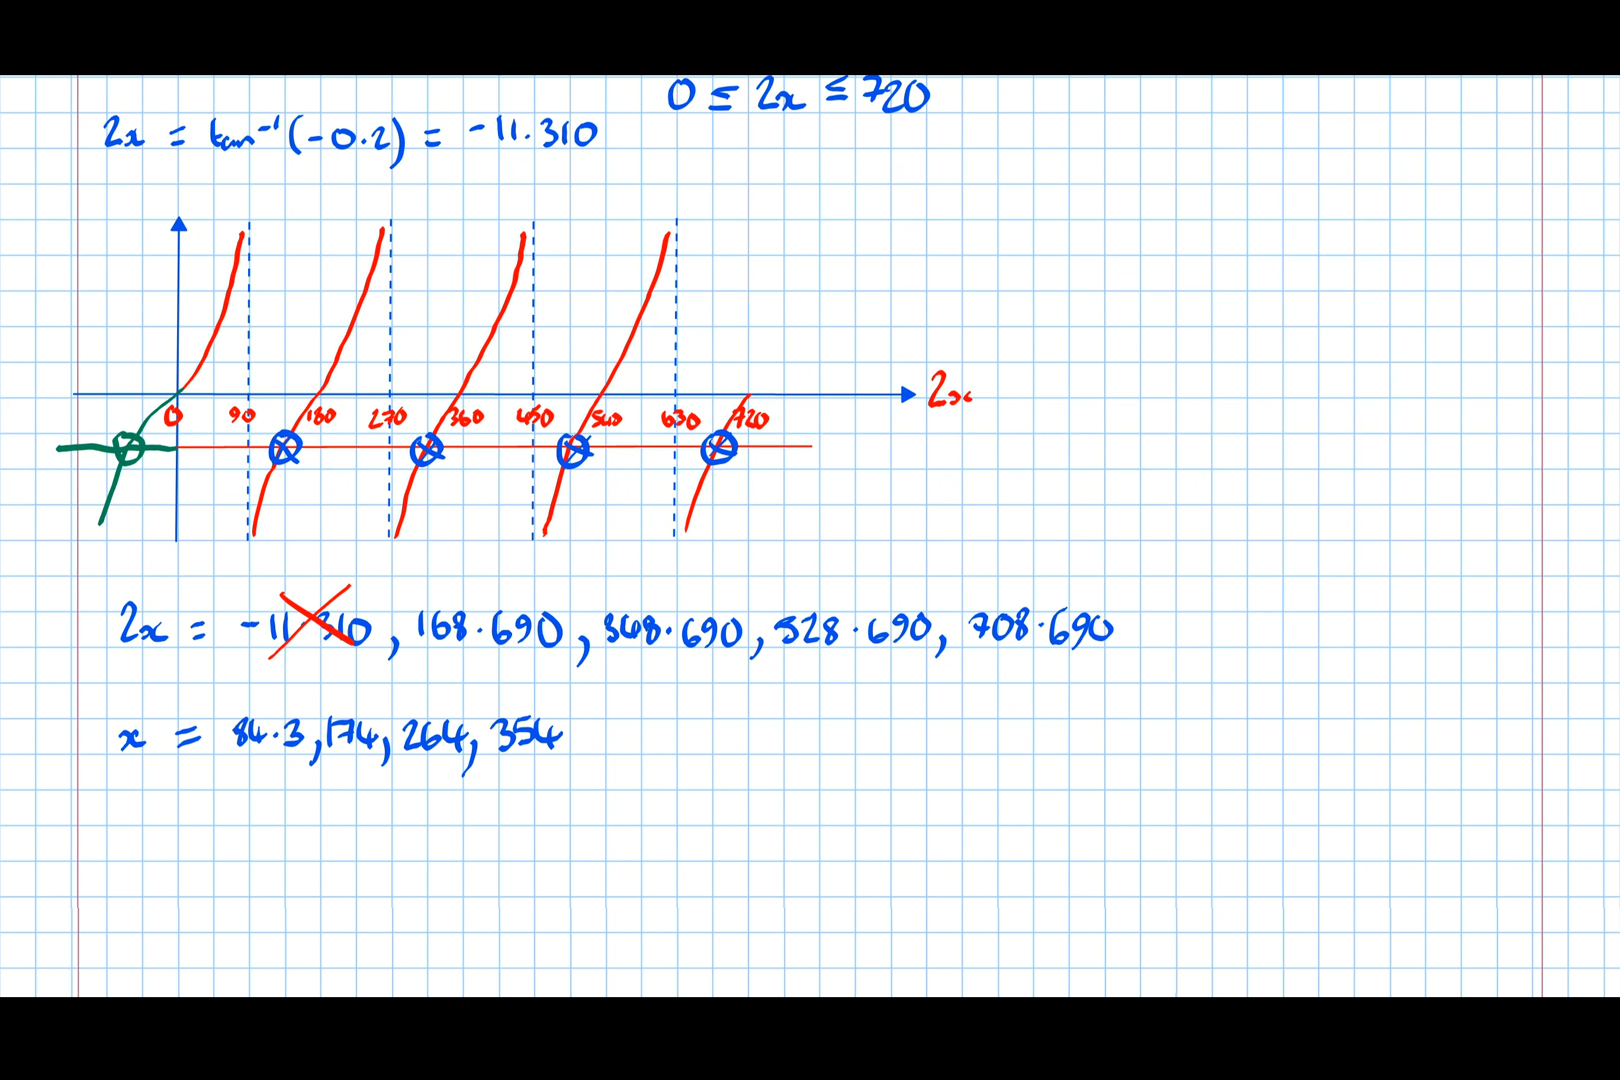 0 ≤ 2x ≤ 720
2x = tan⁻¹(-0.2) = -11.310
2x
0 90 180 270 360 450 540 630 720
2x = -11.310, 168.690, 348.690, 528.690, 708.690
x = 84.3, 174, 264, 354